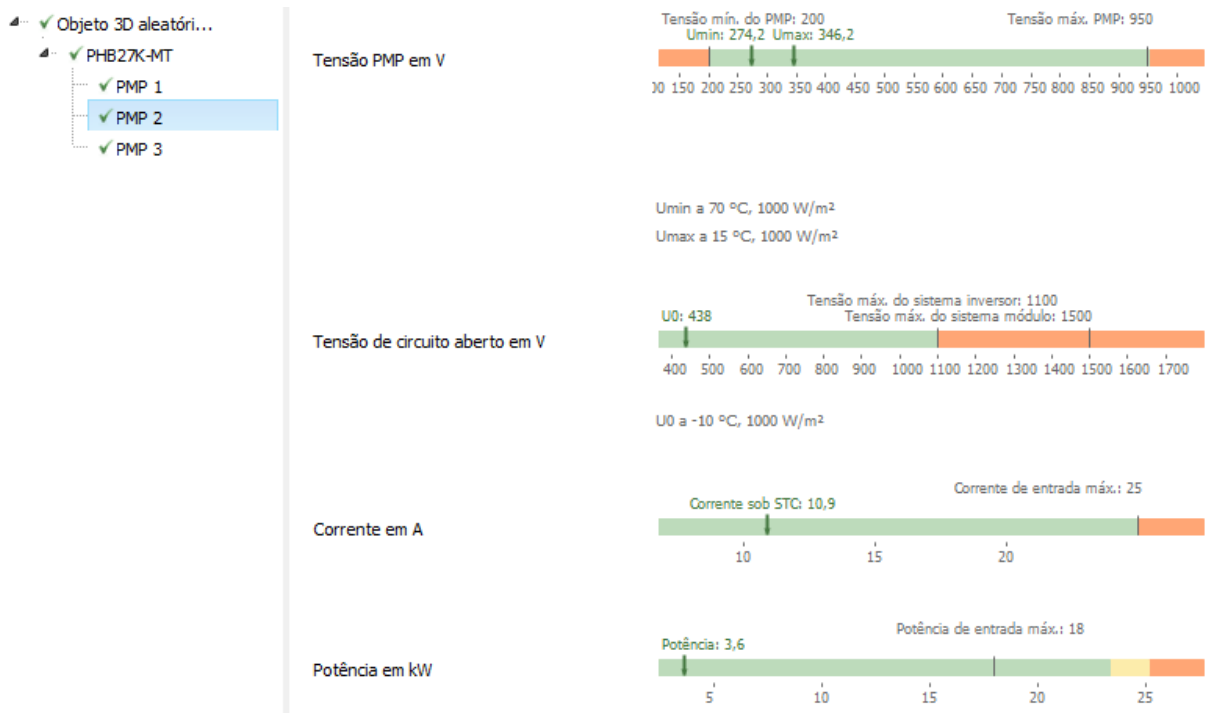 Objeto 3D aleatóri...
PHB27K-MT
PMP 1
PMP 2
PMP 3
Tensão PMP em V
Tensão mín. do PMP: 200 Tensão máx. PMP: 950
Umin: 274,2 Umax: 346,2
00 150 200 250 300 350 400 450 500 550 600 650 700 750 800 850 900 950 1000
Umin a 70 ºC, 1000 W/m²
Umax a 15 ºC, 1000 W/m²
Tensão de circuito aberto em V
Tensão máx. do sistema inversor: 1100
U0: 438 Tensão máx. do sistema módulo: 1500
400 500 600 700 800 900 1000 1100 1200 1300 1400 1500 1600 1700
U0 a -10 ºC, 1000 W/m²
Corrente em A
Corrente de entrada máx.: 25
Corrente sob STC: 10,9
10 15 20
Potência em kW
Potência de entrada máx.: 18
Potência: 3,6
5 10 15 20 25